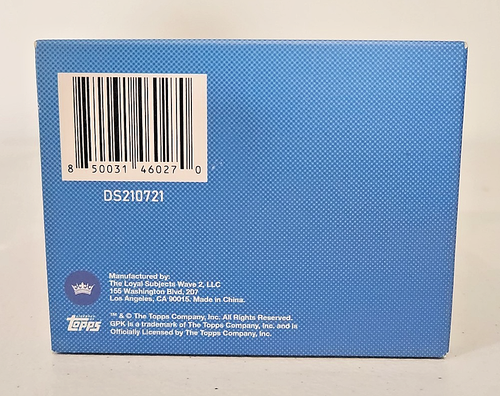 8 50031 46027 0
DS210721
Manufactured by:
The Loyal Subjects Wave 2, LLC
155 Washington Blvd, 207
Los Angeles, CA 90015. Made in China.
Topps
™ & © The Topps Company, Inc. All Rights Reserved.
GPK is a trademark of The Topps Company, Inc. and is
Officially Licensed by The Topps Company, Inc.